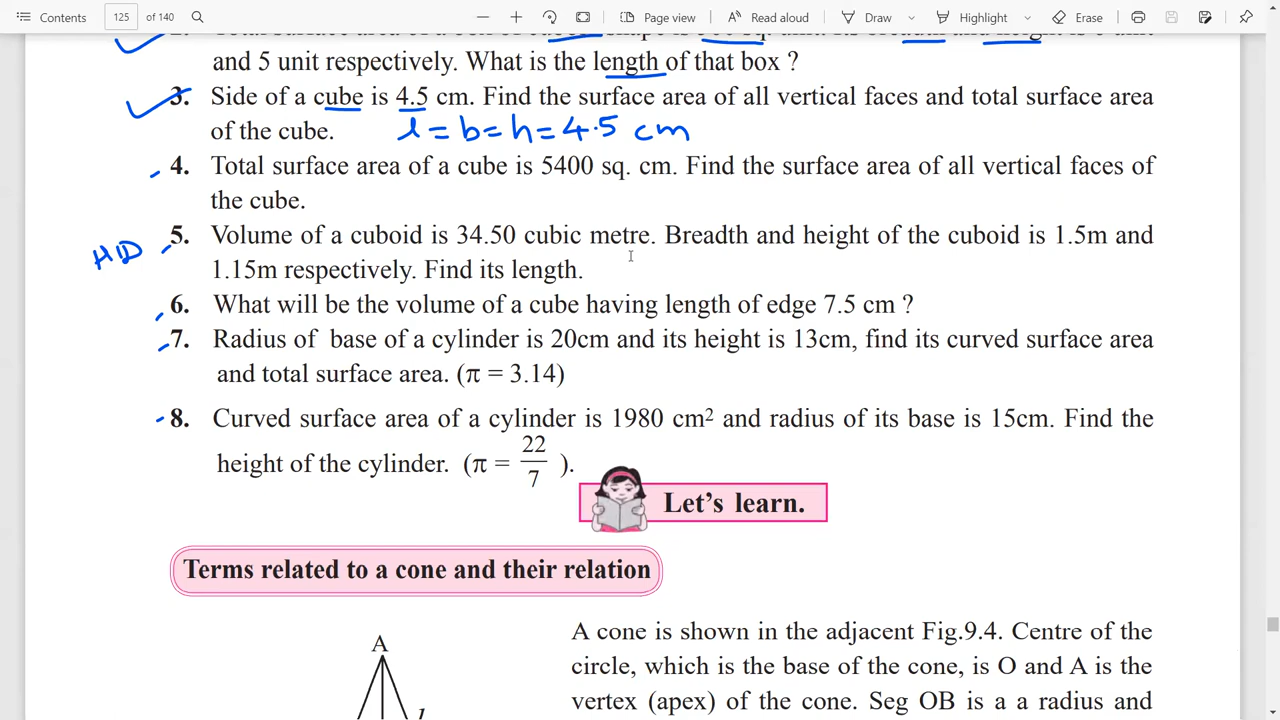 Contents
125 of 140
Page view
Read aloud
Draw
Highlight
Erase
and 5 unit respectively. What is the length of that box ?
3. Side of a cube is 4.5 cm. Find the surface area of all vertical faces and total surface area
of the cube. l = b = h = 4.5 cm
4. Total surface area of a cube is 5400 sq. cm. Find the surface area of all vertical faces of
the cube.
5. Volume of a cuboid is 34.50 cubic metre. Breadth and height of the cuboid is 1.5m and
1.15m respectively. Find its length.
6. What will be the volume of a cube having length of edge 7.5 cm ?
7. Radius of base of a cylinder is 20cm and its height is 13cm, find its curved surface area
and total surface area. (π = 3.14)
8. Curved surface area of a cylinder is 1980 cm² and radius of its base is 15cm. Find the
height of the cylinder. (π = 22/7 ).
Let's learn.
Terms related to a cone and their relation
A
l
A cone is shown in the adjacent Fig.9.4. Centre of the
circle, which is the base of the cone, is O and A is the
vertex (apex) of the cone. Seg OB is a a radius and